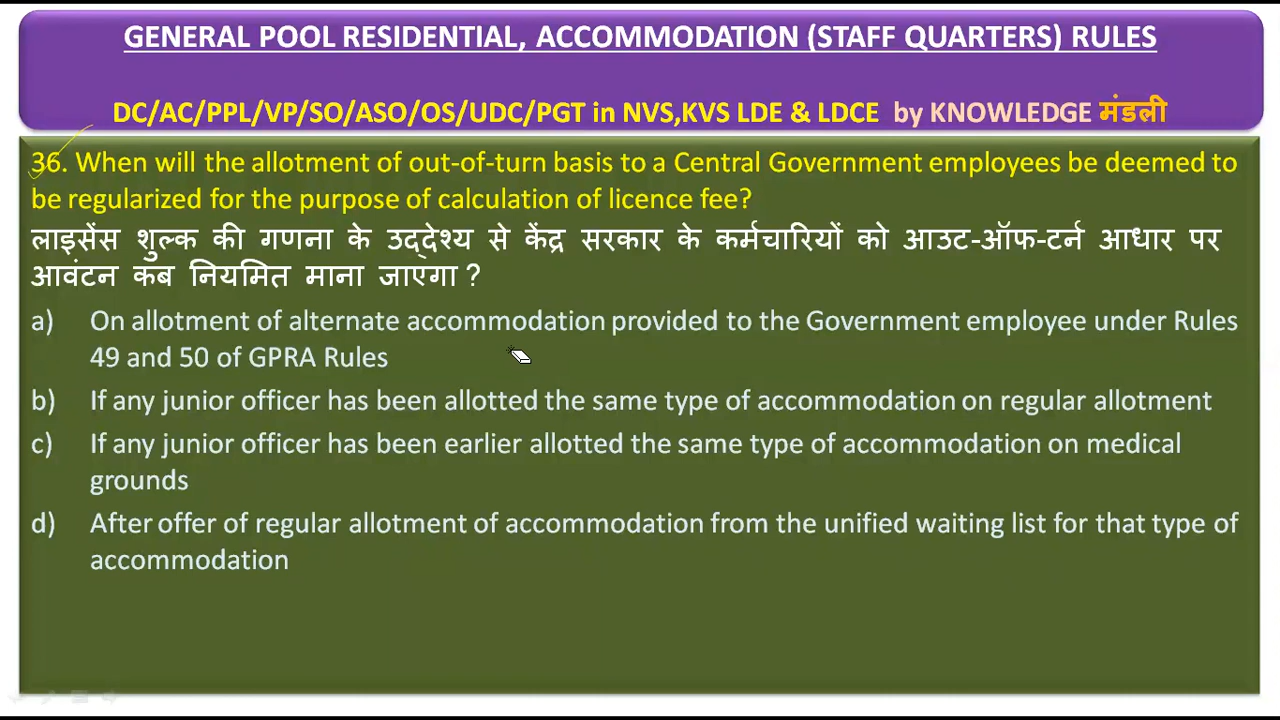 GENERAL POOL RESIDENTIAL, ACCOMMODATION (STAFF QUARTERS) RULES
DC/AC/PPL/VP/SO/ASO/OS/UDC/PGT in NVS,KVS LDE & LDCE by KNOWLEDGE मंडली
36. When will the allotment of out-of-turn basis to a Central Government employees be deemed to
be regularized for the purpose of calculation of licence fee?
लाइसेंस शुल्क की गणना के उद्देश्य से केंद्र सरकार के कर्मचारियों को आउट-ऑफ-टर्न आधार पर
आवंटन कब नियमित माना जाएगा ?
a) On allotment of alternate accommodation provided to the Government employee under Rules
49 and 50 of GPRA Rules
b) If any junior officer has been allotted the same type of accommodation on regular allotment
c) If any junior officer has been earlier allotted the same type of accommodation on medical
grounds
d) After offer of regular allotment of accommodation from the unified waiting list for that type of
accommodation